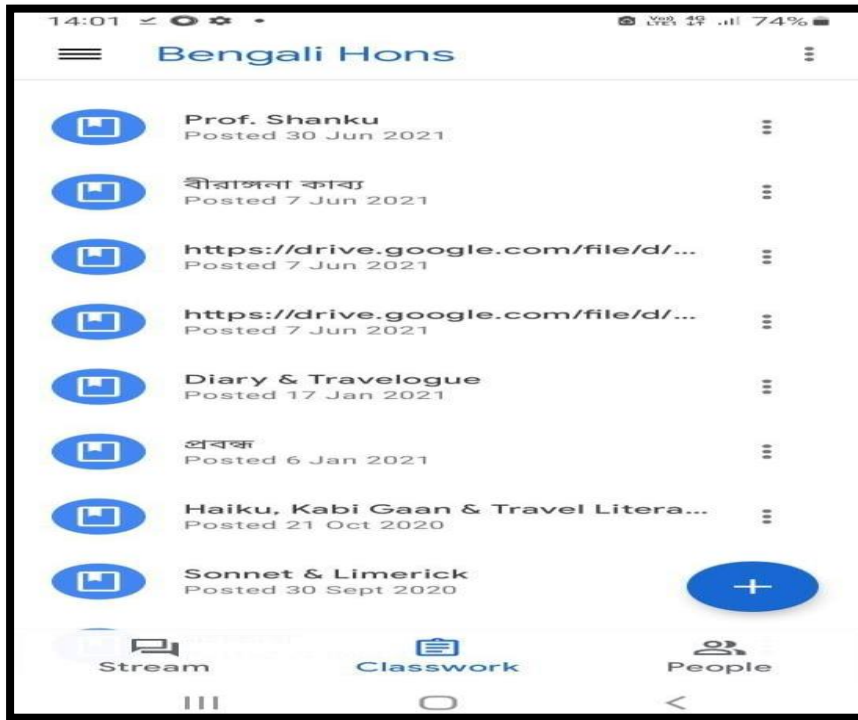 14:01
VoD 4G
LTE1
74%
Bengali Hons
Prof. Shanku
Posted 30 Jun 2021
বীরাঙ্গনা কাব্য
Posted 7 Jun 2021
https://drive.google.com/file/d/...
Posted 7 Jun 2021
https://drive.google.com/file/d/...
Posted 7 Jun 2021
Diary & Travelogue
Posted 17 Jan 2021
প্রবন্ধ
Posted 6 Jan 2021
Haiku, Kabi Gaan & Travel Litera...
Posted 21 Oct 2020
Sonnet & Limerick
Posted 30 Sept 2020
Stream
Classwork
People